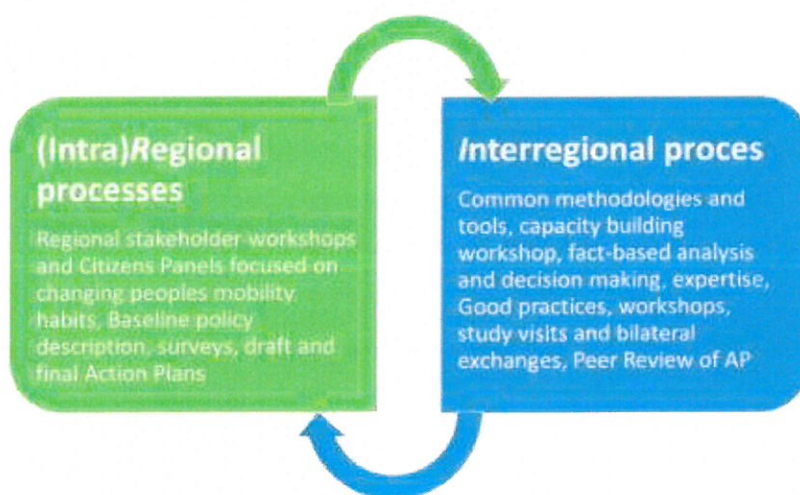 (Intra)Regional
processes
Regional stakeholder workshops
and Citizens Panels focused on
changing peoples mobility
habits, Baseline policy
description, surveys, draft and
final Action Plans
Interregional proces
Common methodologies and
tools, capacity building
workshop, fact-based analysis
and decision making, expertise,
Good practices, workshops,
study visits and bilateral
exchanges, Peer Review of AP